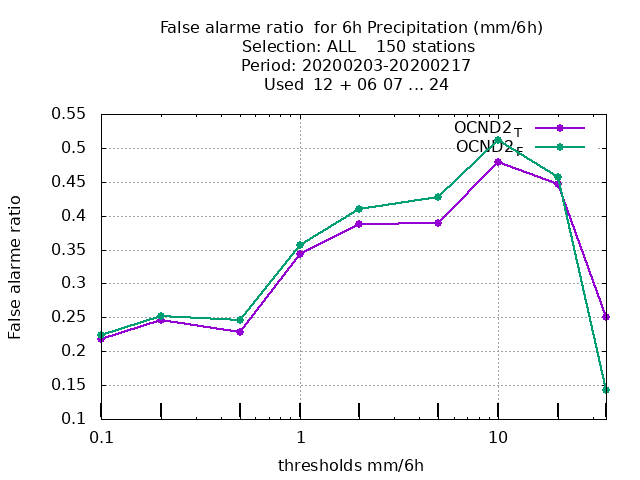 False alarme ratio  for 6h Precipitation (mm/6h)
Selection: ALL    150 stations
Period: 20200203-20200217
Used  12 + 06 07 ... 24
0.55
0.5
0.45
0.4
0.35
0.3
0.25
0.2
0.15
0.1
False alarme ratio
OCND2_T
OCND2_F
0.1
1
10
thresholds mm/6h